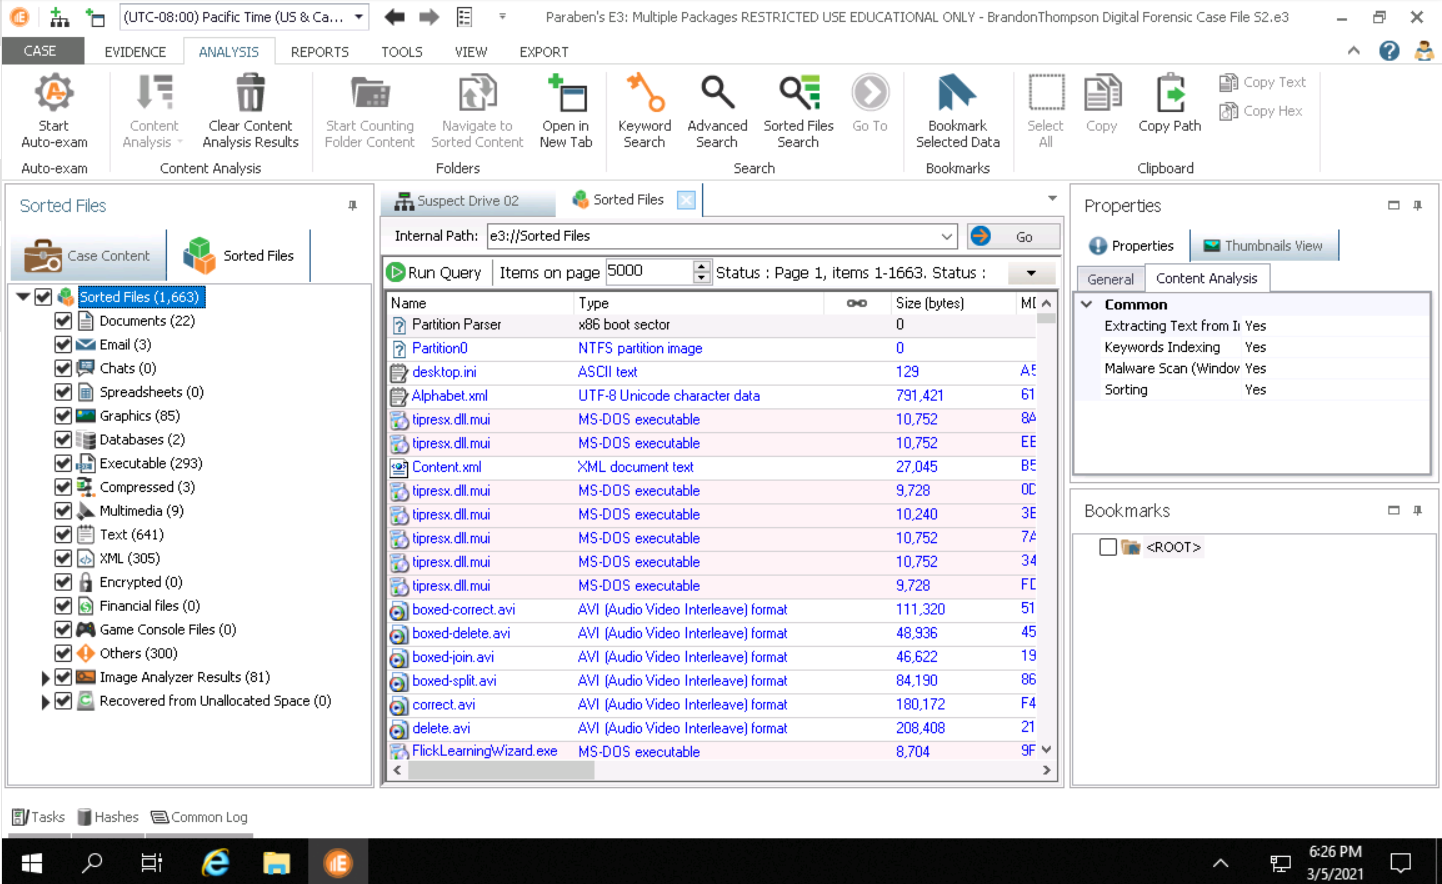 (UTC-08:00) Pacific Time (US & Ca...
Paraben's E3: Multiple Packages RESTRICTED USE EDUCATIONAL ONLY - BrandonThompson Digital Forensic Case File S2.e3
CASE EVIDENCE ANALYSIS REPORTS TOOLS VIEW EXPORT
Start Auto-exam
Content Analysis
Clear Content Analysis Results
Start Counting Folder Content
Navigate to Sorted Content
Open in New Tab
Keyword Search
Advanced Search
Sorted Files Search
Go To
Bookmark Selected Data
Select All
Copy
Copy Path
Copy Text
Copy Hex
Auto-exam Content Analysis Folders Search Bookmarks Clipboard
Sorted Files
Case Content Sorted Files
Sorted Files (1,663)
Documents (22)
Email (3)
Chats (0)
Spreadsheets (0)
Graphics (85)
Databases (2)
Executable (293)
Compressed (3)
Multimedia (9)
Text (641)
XML (305)
Encrypted (0)
Financial files (0)
Game Console Files (0)
Others (300)
Image Analyzer Results (81)
Recovered from Unallocated Space (0)
Suspect Drive 02 Sorted Files
Internal Path: e3://Sorted Files Go
Run Query Items on page 5000 Status : Page 1, items 1-1663. Status :
Name Type Size (bytes) MD
Partition Parser x86 boot sector 0
Partition0 NTFS partition image 0
desktop.ini ASCII text 129 A5
Alphabet.xml UTF-8 Unicode character data 791,421 61
tipresx.dll.mui MS-DOS executable 10,752 8A
tipresx.dll.mui MS-DOS executable 10,752 EE
Content.xml XML document text 27,045 B5
tipresx.dll.mui MS-DOS executable 9,728 0D
tipresx.dll.mui MS-DOS executable 10,240 3E
tipresx.dll.mui MS-DOS executable 10,752 7A
tipresx.dll.mui MS-DOS executable 10,752 34
tipresx.dll.mui MS-DOS executable 9,728 FD
boxed-correct.avi AVI (Audio Video Interleave) format 111,320 51
boxed-delete.avi AVI (Audio Video Interleave) format 48,936 45
boxed-join.avi AVI (Audio Video Interleave) format 46,622 19
boxed-split.avi AVI (Audio Video Interleave) format 84,190 86
correct.avi AVI (Audio Video Interleave) format 180,172 F4
delete.avi AVI (Audio Video Interleave) format 208,408 21
FlickLearningWizard.exe MS-DOS executable 8,704 9F
Properties
Properties Thumbnails View
General Content Analysis
Common
Extracting Text from Yes
Keywords Indexing Yes
Malware Scan (Window Yes
Sorting Yes
Bookmarks
<ROOT>
Tasks Hashes Common Log
6:26 PM
3/5/2021